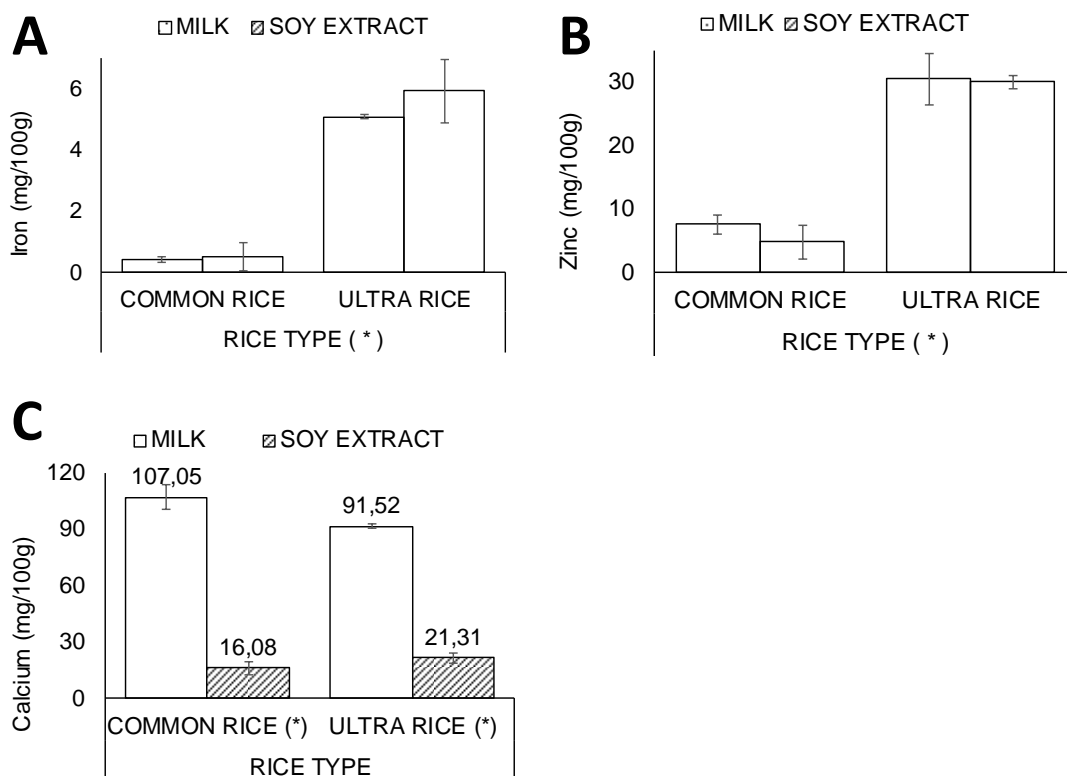 A
MILK SOY EXTRACT
Iron (mg/100g)
6
4
2
0
COMMON RICE ULTRA RICE
RICE TYPE ( * )
B
MILK SOY EXTRACT
Zinc (mg/100g)
30
20
10
0
COMMON RICE ULTRA RICE
RICE TYPE ( * )
C
MILK SOY EXTRACT
Calcium (mg/100g)
120
90
60
30
0
107,05
16,08
91,52
21,31
COMMON RICE (*) ULTRA RICE (*)
RICE TYPE